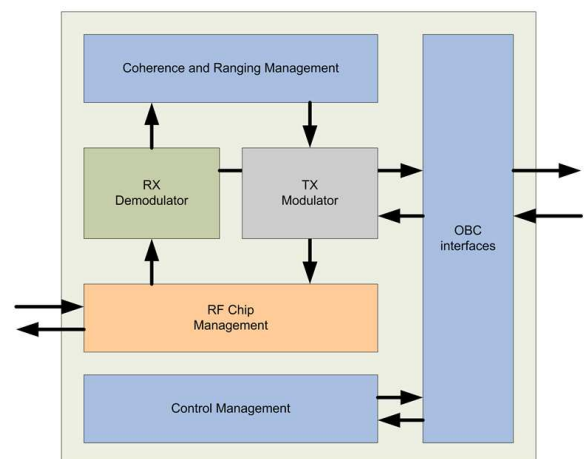 Coherence and Ranging Management
RX
Demodulator
TX
Modulator
OBC
interfaces
RF Chip
Management
Control Management